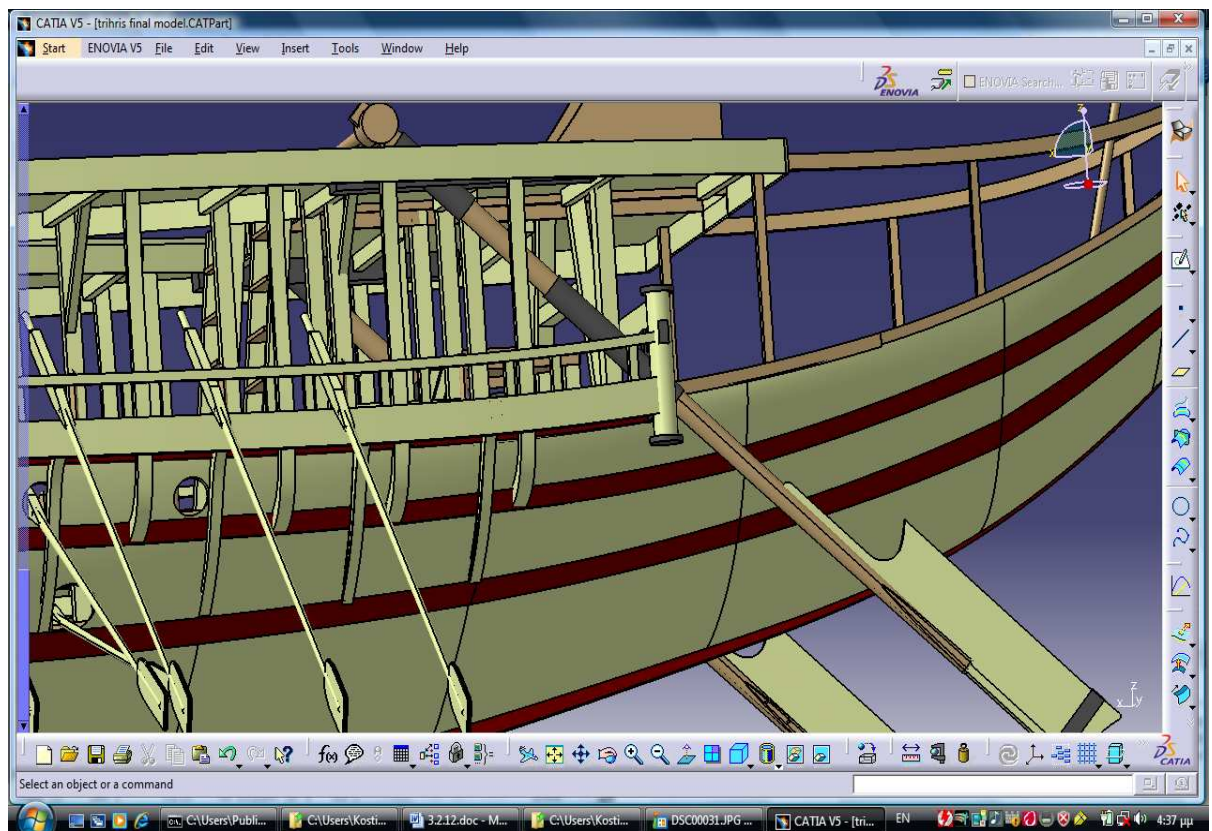 CATIA V5 - [trihris final model.CATPart]
Start ENOVIA V5 File Edit View Insert Tools Window Help
ENOVIA ENOVIA Search...
z
z
x y
f(x)
CATIA
Select an object or a command
C:\Users\Publi... C:\Users\Kosti... 3.2.12.doc - M... C:\Users\Kosti... DSC00031.JPG ... CATIA V5 - [tri... EN 4:37 μμ